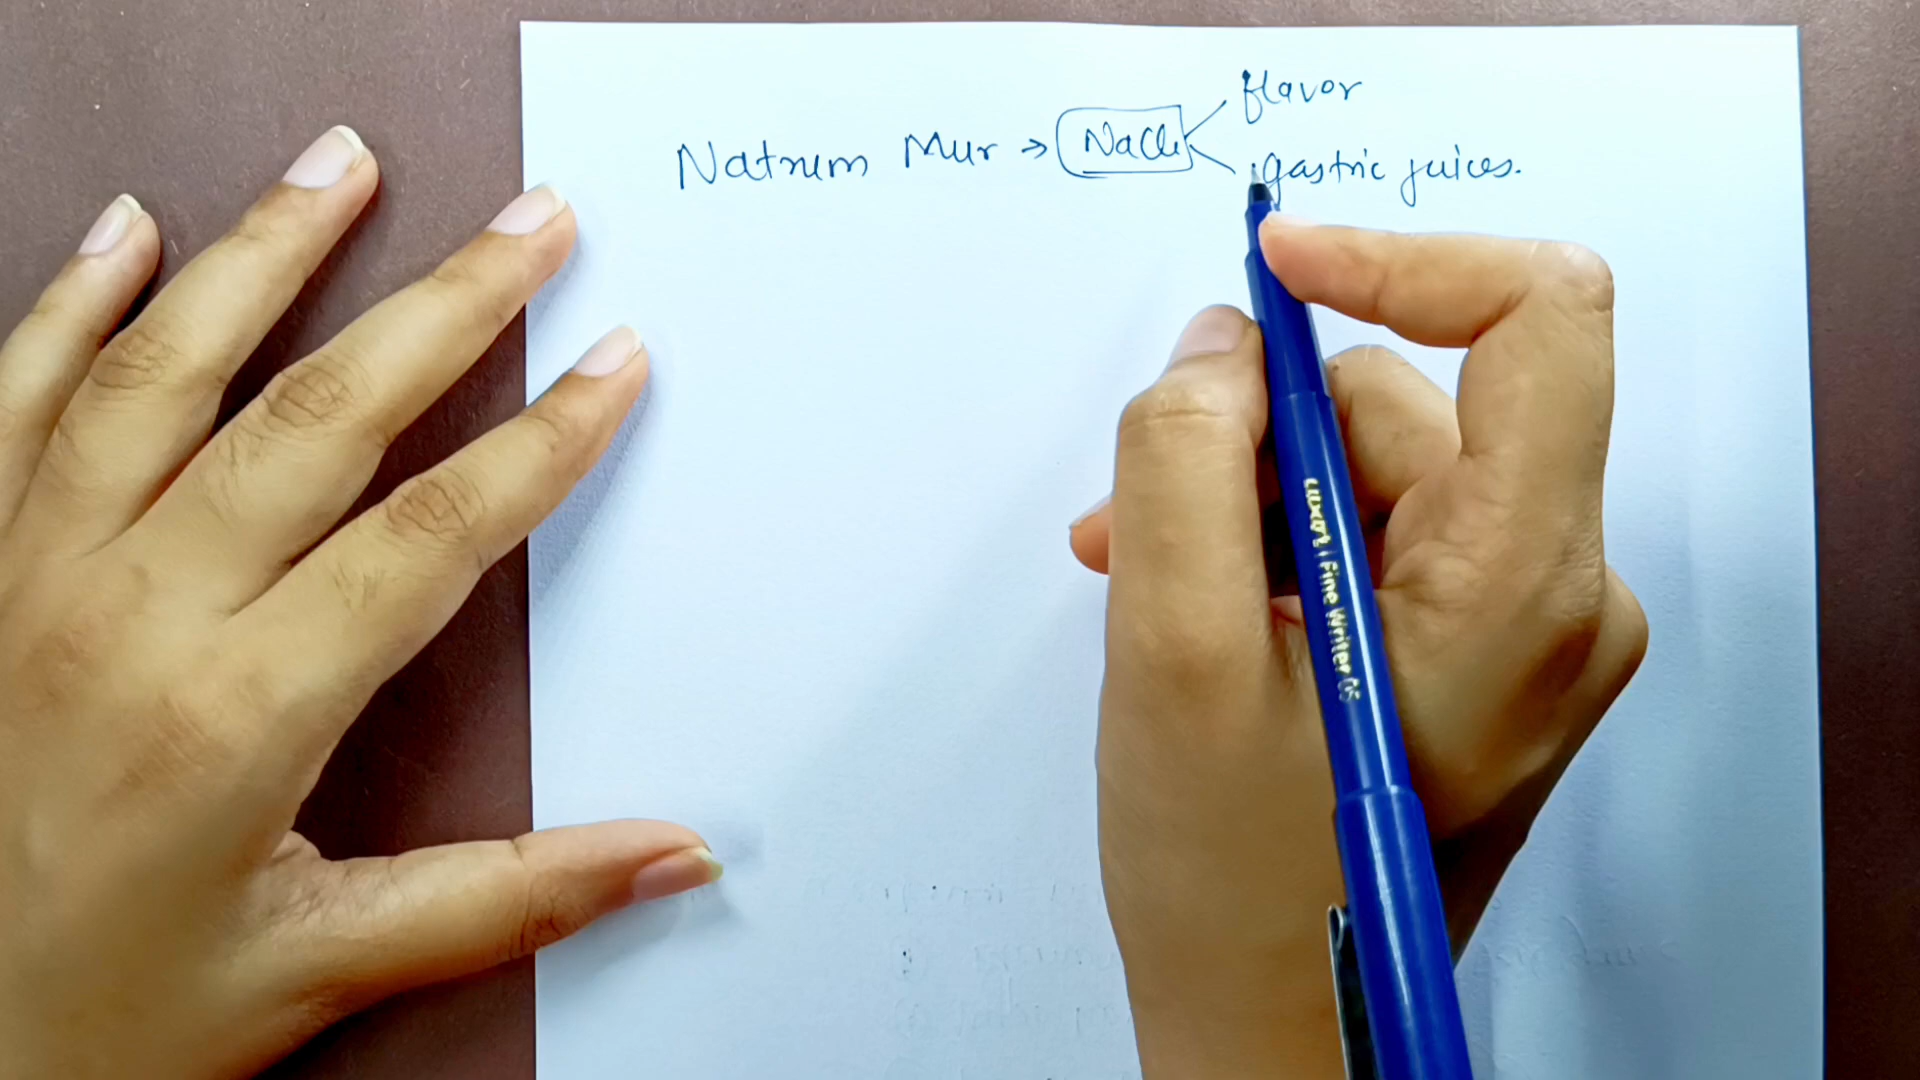 flavor
Natrum Mur → NaCl
gastric juices.
LUXOR | Fine Writer 05